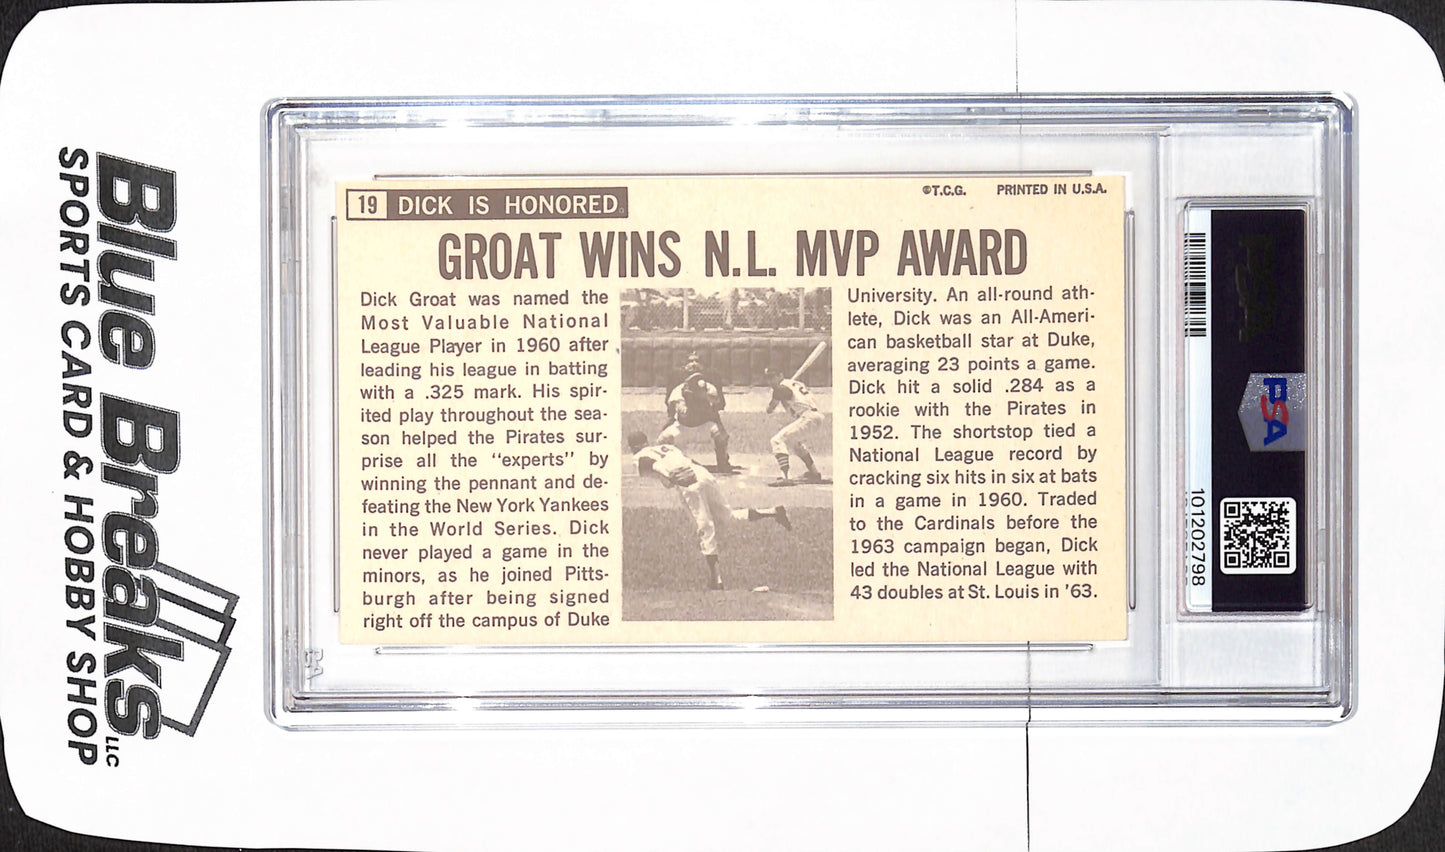 Blue Breaks LLC
SPORTS CARD & HOBBY SHOP
19 DICK IS HONORED
©T.C.G. PRINTED IN U.S.A.
GROAT WINS N.L. MVP AWARD
Dick Groat was named the
Most Valuable National
League Player in 1960 after
leading his league in batting
with a .325 mark. His spir-
ited play throughout the sea-
son helped the Pirates sur-
prise all the “experts” by
winning the pennant and de-
feating the New York Yankees
in the World Series. Dick
never played a game in the
minors, as he joined Pitts-
burgh after being signed
right off the campus of Duke
University. An all-round ath-
lete, Dick was an All-Ameri-
can basketball star at Duke,
averaging 23 points a game.
Dick hit a solid .284 as a
rookie with the Pirates in
1952. The shortstop tied a
National League record by
cracking six hits in six at bats
in a game in 1960. Traded
to the Cardinals before the
1963 campaign began, Dick
led the National League with
43 doubles at St. Louis in '63.
PSA
PSA
101202798
PSA